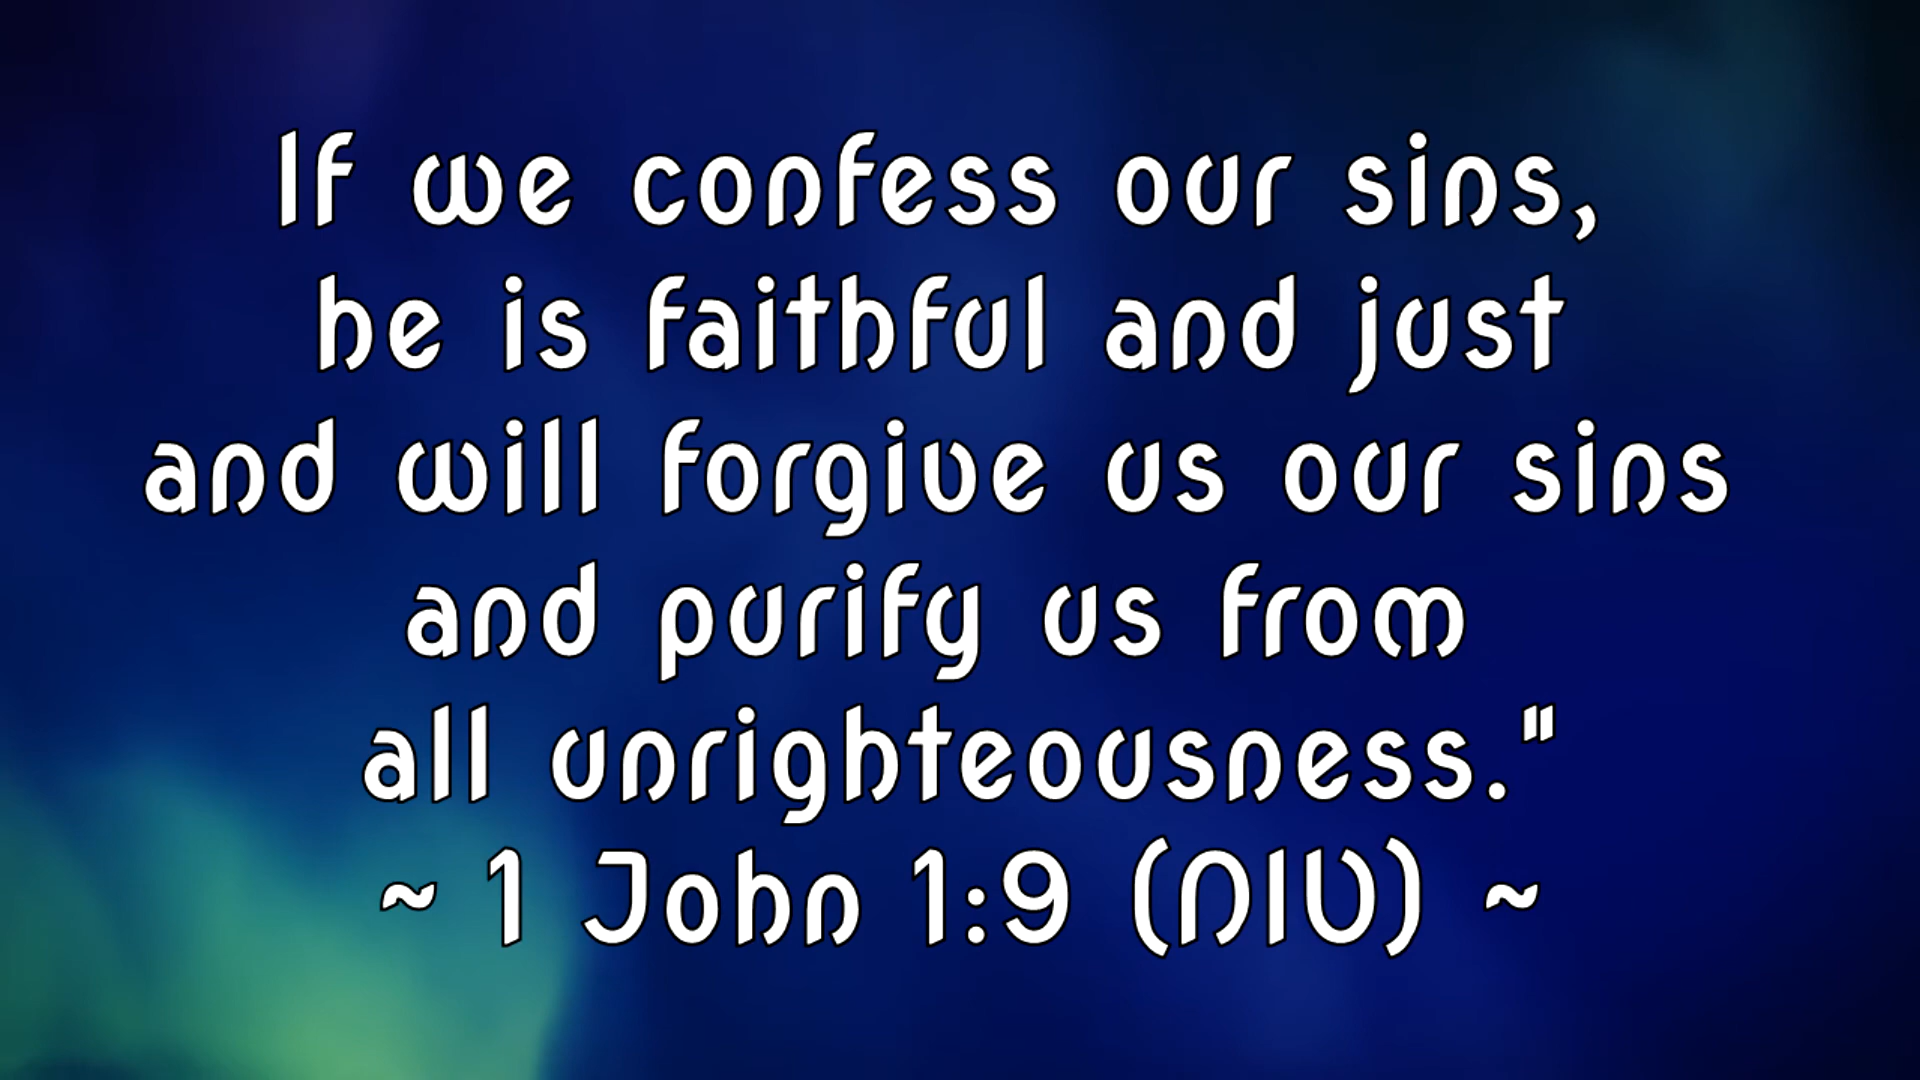 If we confess our sins,
he is faithful and just
and will forgive us our sins
and purify us from
all unrighteousness."
~ 1 John 1:9 (NIV) ~